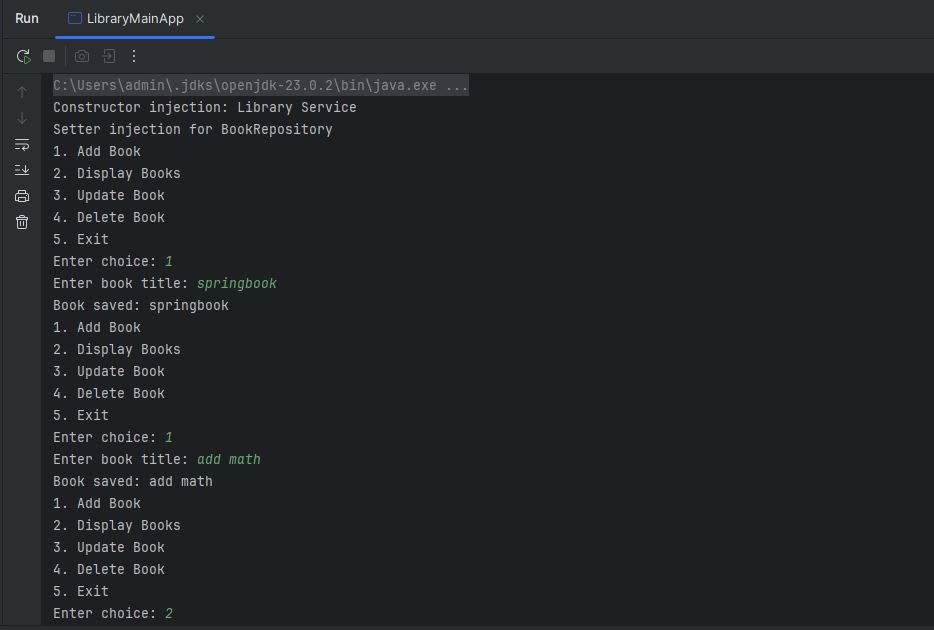 Run LibraryMainApp
C:\Users\admin\.jdks\openjdk-23.0.2\bin\java.exe ...
Constructor injection: Library Service
Setter injection for BookRepository
1. Add Book
2. Display Books
3. Update Book
4. Delete Book
5. Exit
Enter choice: 1
Enter book title: springbook
Book saved: springbook
1. Add Book
2. Display Books
3. Update Book
4. Delete Book
5. Exit
Enter choice: 1
Enter book title: add math
Book saved: add math
1. Add Book
2. Display Books
3. Update Book
4. Delete Book
5. Exit
Enter choice: 2